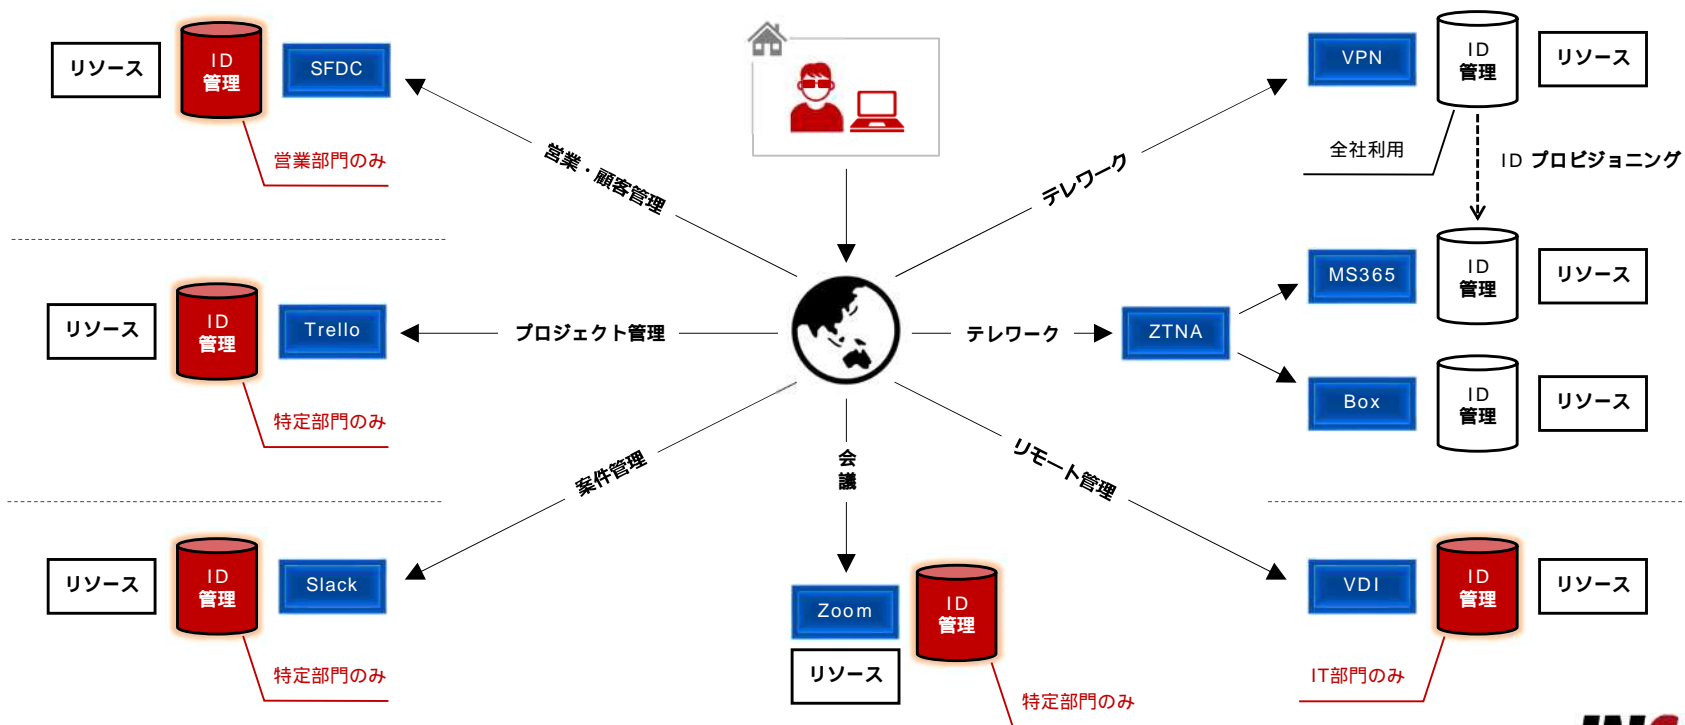 リソース
ID
管理
SFDC
営業部門のみ
営業・顧客管理
リソース
ID
管理
Trello
特定部門のみ
プロジェクト管理
リソース
ID
管理
Slack
特定部門のみ
案件管理
会議
Zoom
リソース
ID
管理
特定部門のみ
テレワーク
VPN
ID
管理
リソース
全社利用
ID プロビジョニング
テレワーク
ZTNA
MS365
ID
管理
リソース
Box
ID
管理
リソース
リモート管理
VDI
ID
管理
リソース
IT部門のみ